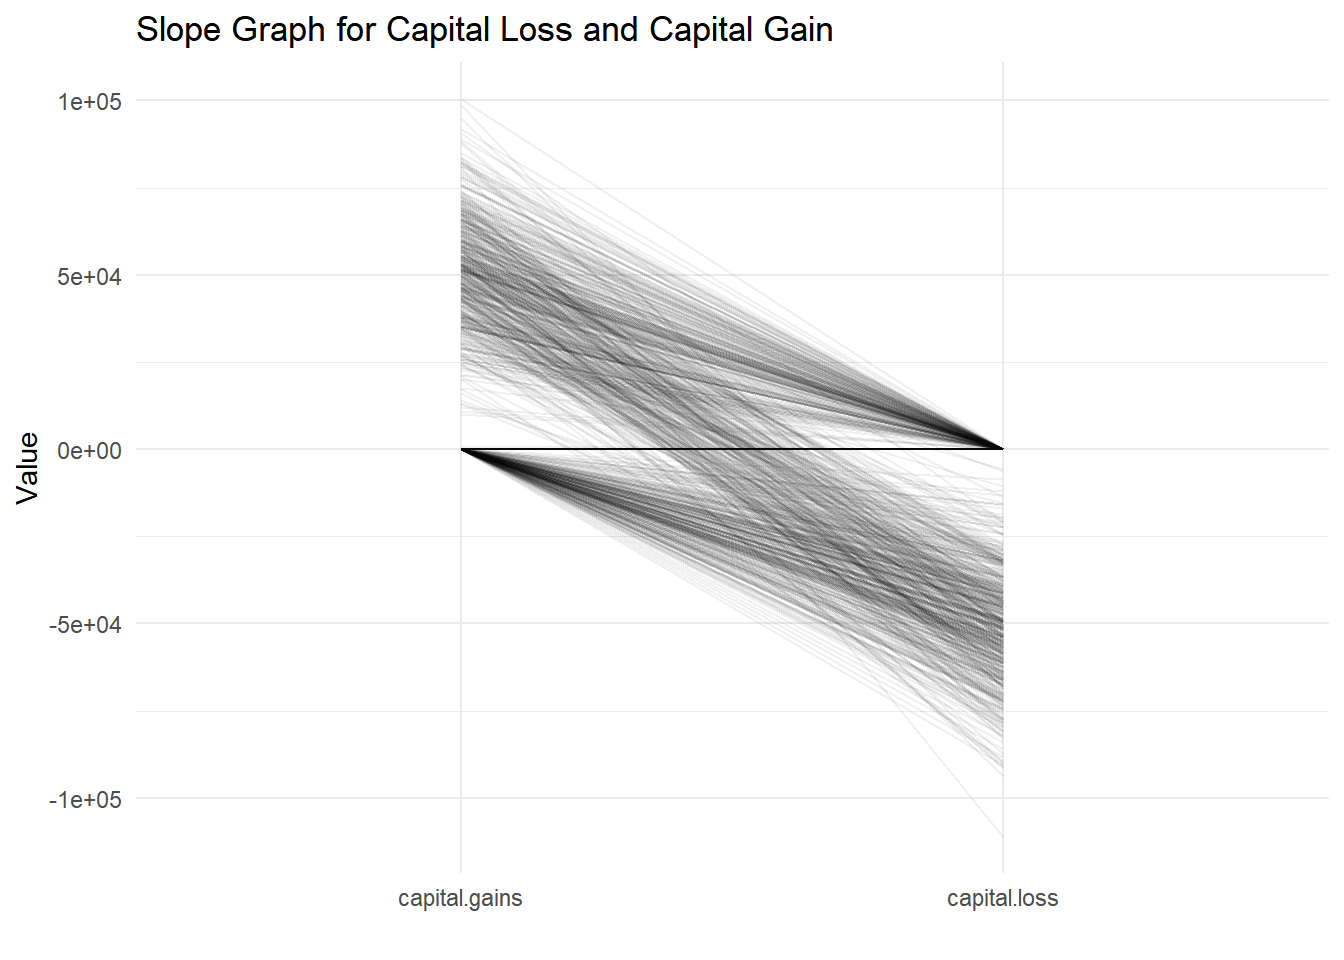 Slope Graph for Capital Loss and Capital Gain
1e+05
5e+04
0e+00
-5e+04
-1e+05
Value
capital.gains
capital.loss